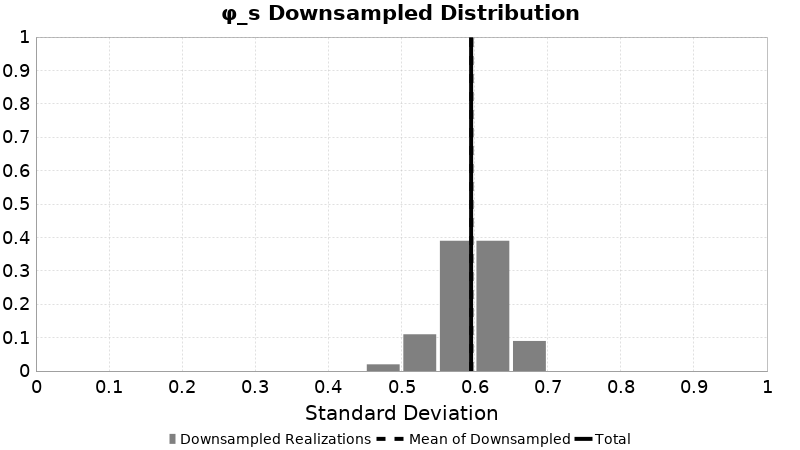 φ_s Downsampled Distribution
1
0.9
0.8
0.7
0.6
0.5
0.4
0.3
0.2
0.1
0
0 0.1 0.2 0.3 0.4 0.5 0.6 0.7 0.8 0.9 1
Standard Deviation
Downsampled Realizations Mean of Downsampled Total